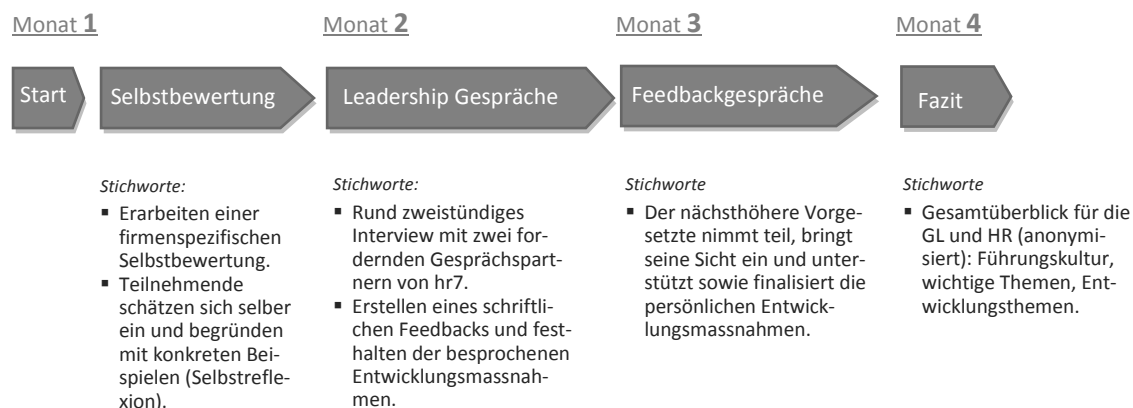 Monat 1
Monat 2
Monat 3
Monat 4
Start
Selbstbewertung
Leadership Gespräche
Feedbackgespräche
Fazit
Stichworte:
▪ Erarbeiten einer
firmenspezifischen
Selbstbewertung.
▪ Teilnehmende
schätzen sich selber
ein und begründen
mit konkreten Bei-
spielen (Selbstrefle-
xion).
Stichworte:
▪ Rund zweistündiges
Interview mit zwei for-
dernden Gesprächspart-
nern von hr7.
▪ Erstellen eines schriftli-
chen Feedbacks und fest-
halten der besprochenen
Entwicklungsmassnah-
men.
Stichworte
▪ Der nächsthöhere Vorge-
setzte nimmt teil, bringt
seine Sicht ein und unter-
stützt sowie finalisiert die
persönlichen Entwick-
lungsmassnahmen.
Stichworte
▪ Gesamtüberblick für die
GL und HR (anonymi-
siert): Führungskultur,
wichtige Themen, Ent-
wicklungsthemen.